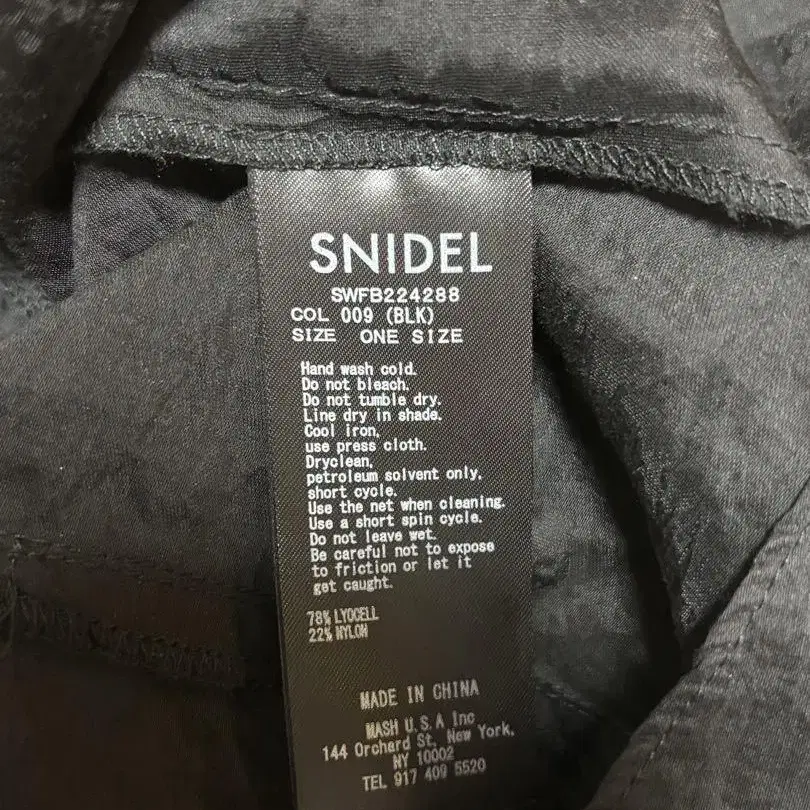 SNIDEL
SWFB224288
COL 009 (BLK)
SIZE ONE SIZE
Hand wash cold.
Do not bleach.
Do not tumble dry.
Line dry in shade.
Cool iron,
use press cloth.
Dryclean,
petroleum solvent only,
short cycle.
Use the net when cleaning.
Use a short spin cycle.
Do not leave wet.
Be careful not to expose
to friction or let it
get caught.
78% LYOCELL
22% NYLON
MADE IN CHINA
MASH U.S.A Inc
144 Orchard St, New York,
NY 10002
TEL 917 409 5520